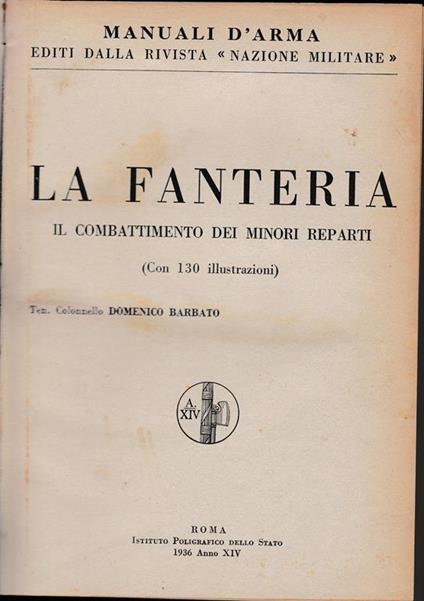 MANUALI D'ARMA
EDITI DALLA RIVISTA « NAZIONE MILITARE »
LA FANTERIA
IL COMBATTIMENTO DEI MINORI REPARTI
(Con 130 illustrazioni)
Ten. Colonnello DOMENICO BARBATO
A.
XIV
ROMA
ISTITUTO POLIGRAFICO DELLO STATO
1936 Anno XIV